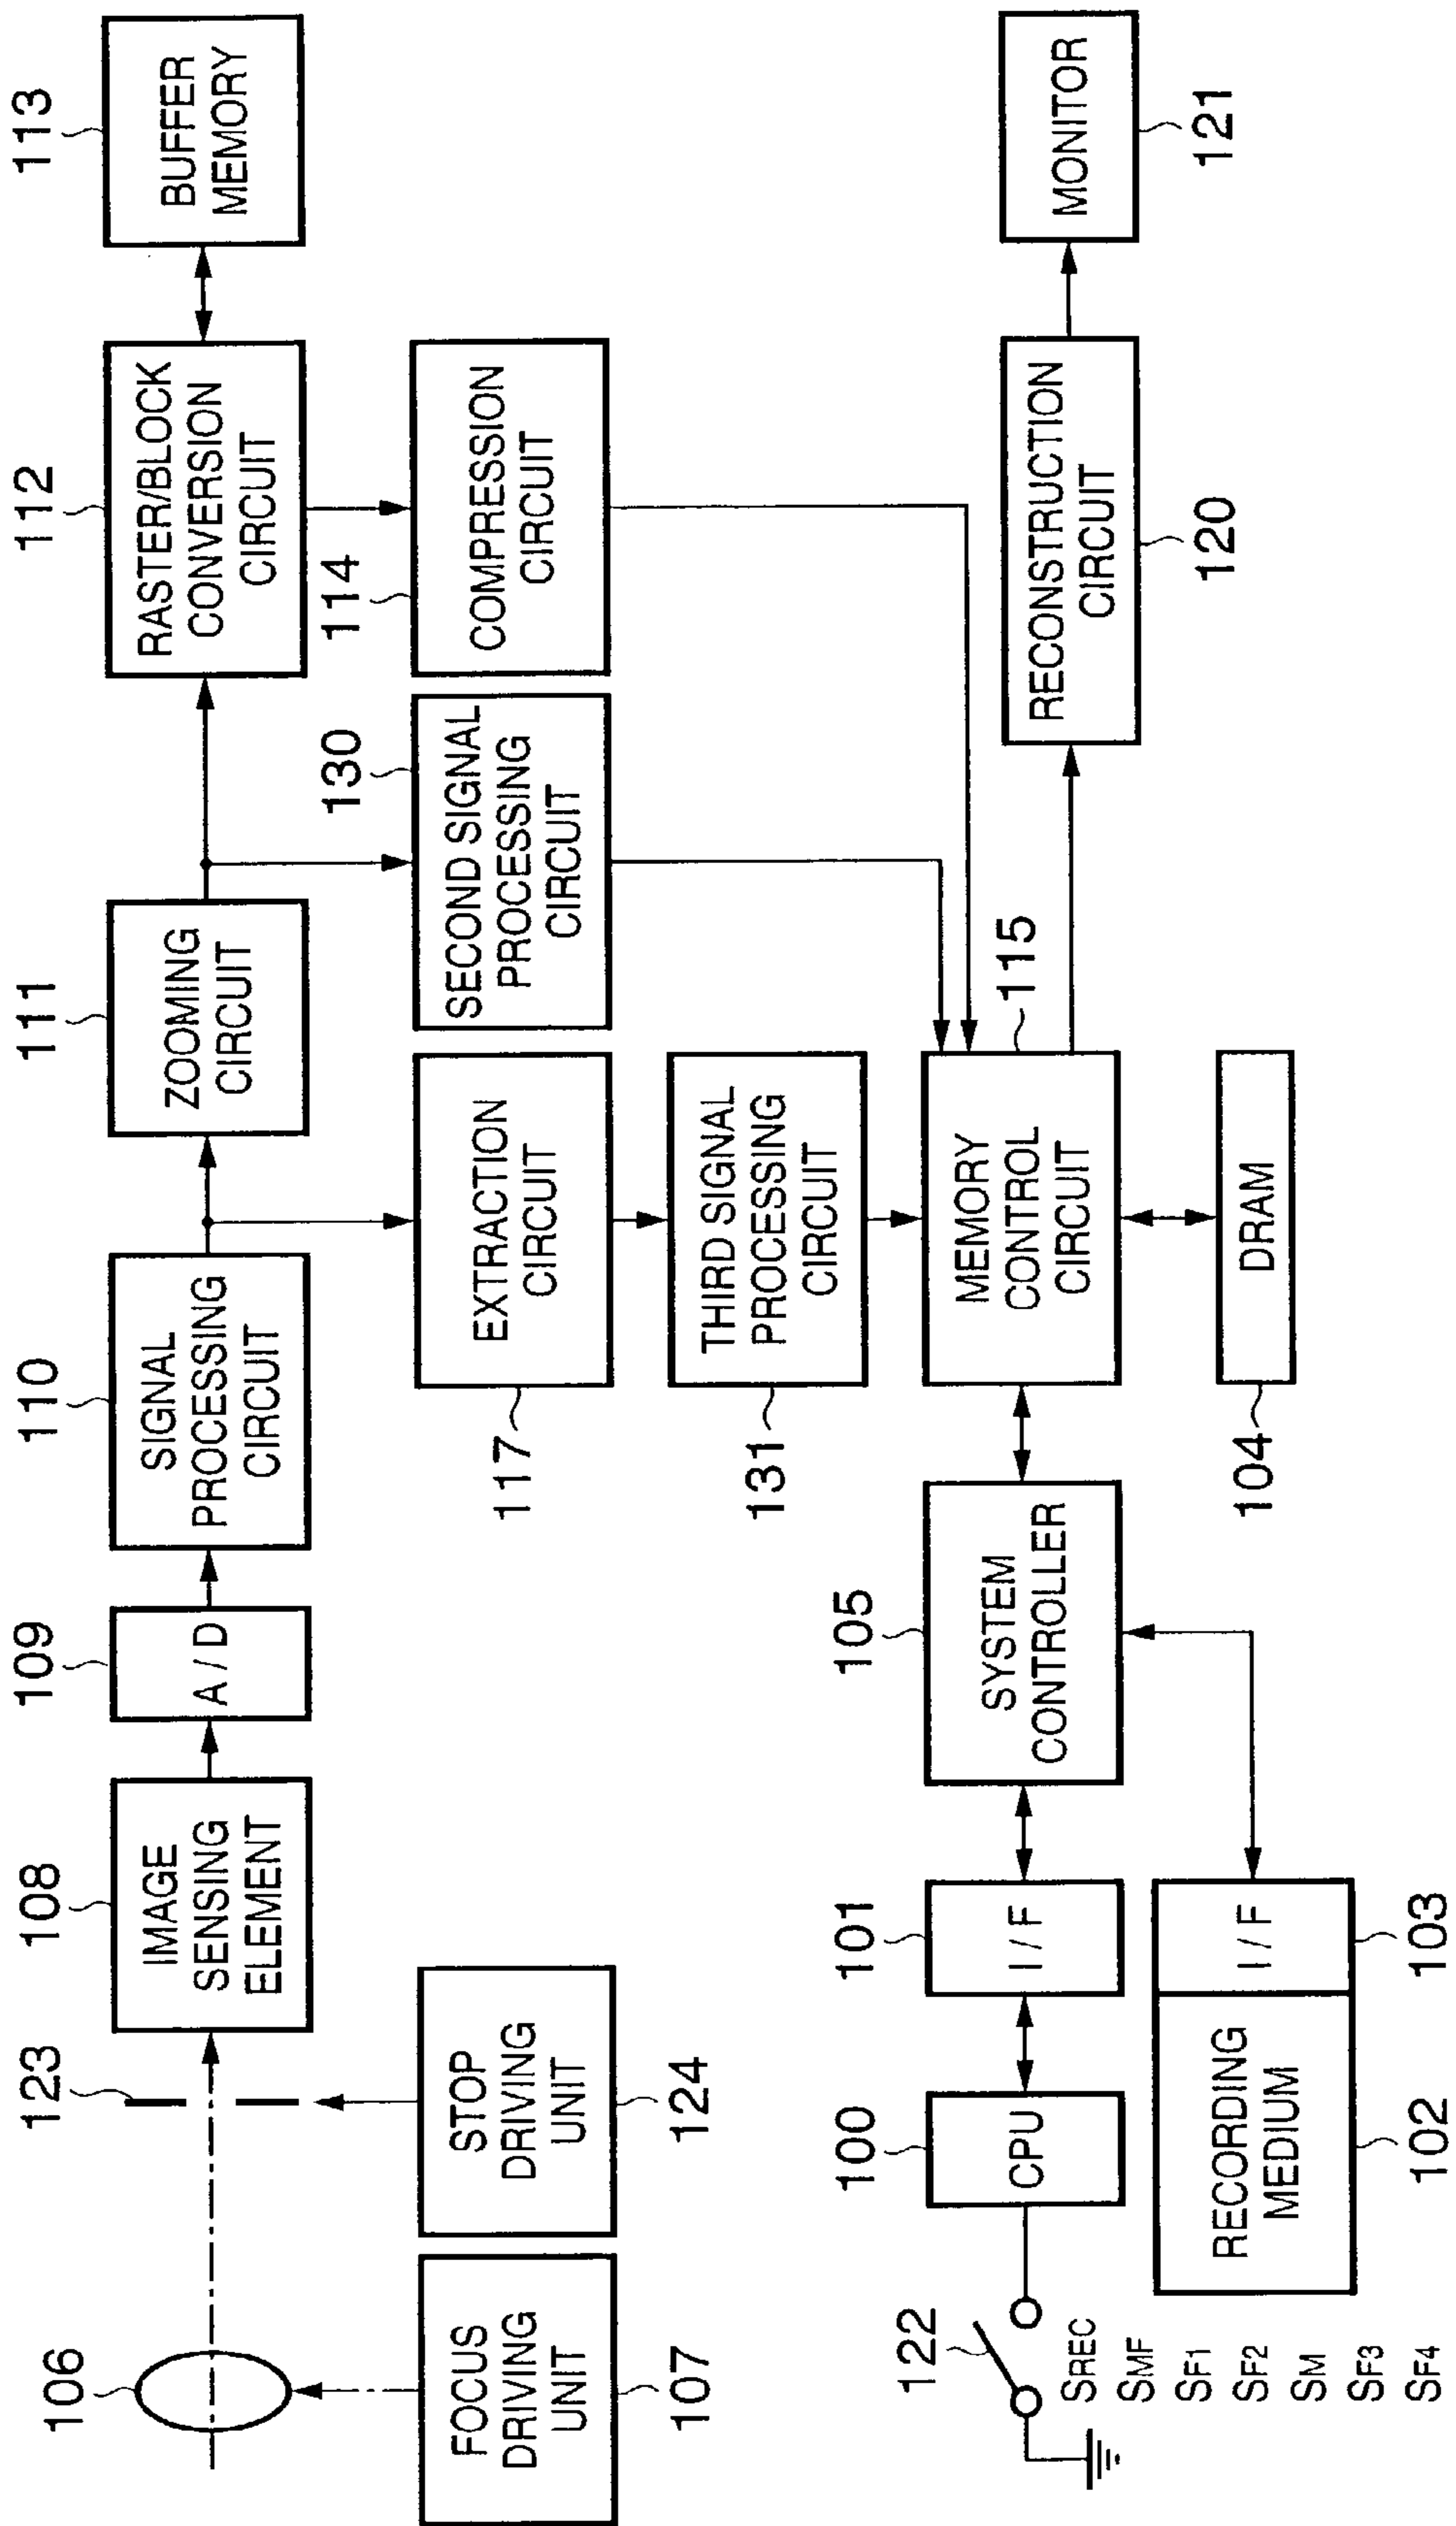 106
123
108
IMAGE
SENSING
ELEMENT
109
A / D
110
SIGNAL
PROCESSING
CIRCUIT
111
ZOOMING
CIRCUIT
112
RASTER/BLOCK
CONVERSION
CIRCUIT
113
BUFFER
MEMORY
FOCUS
DRIVING
UNIT
107
STOP
DRIVING
UNIT
124
EXTRACTION
CIRCUIT
117
130
SECOND SIGNAL
PROCESSING
CIRCUIT
114
COMPRESSION
CIRCUIT
THIRD SIGNAL
PROCESSING
CIRCUIT
131
122
SREC
SMF
SF1
SF2
SM
SF3
SF4
100
CPU
101
I / F
105
SYSTEM
CONTROLLER
MEMORY
CONTROL
CIRCUIT
115
RECONSTRUCTION
CIRCUIT
120
MONITOR
121
RECORDING
MEDIUM
102
I / F
103
DRAM
104